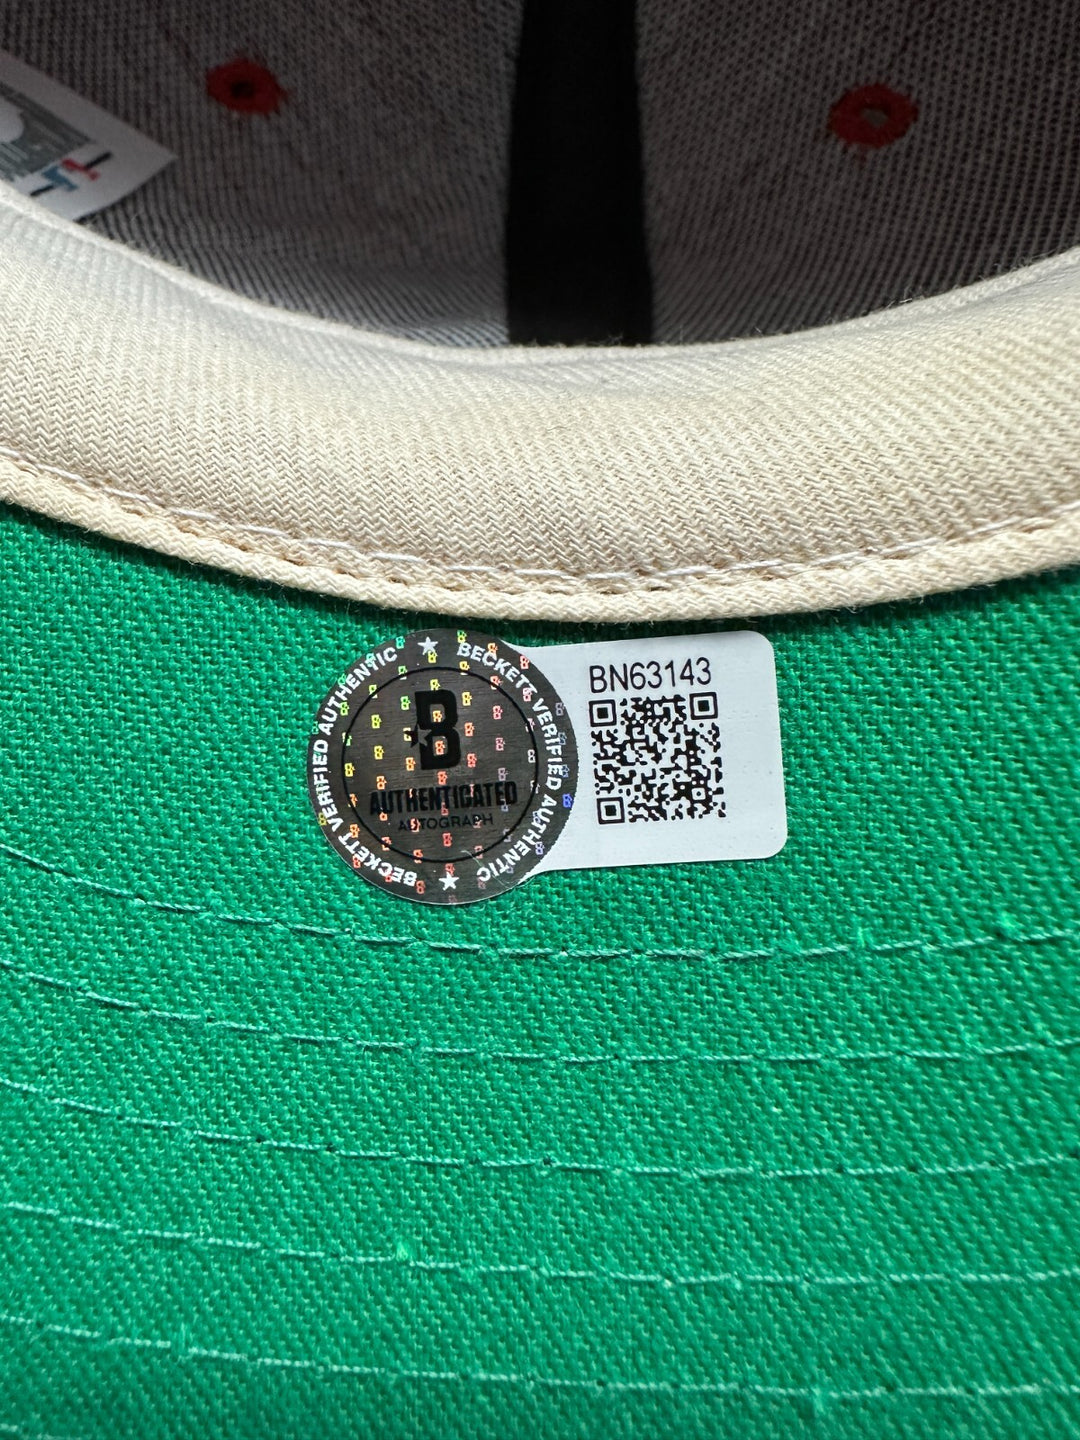 BECKETT VERIFIED AUTHENTIC ★ BECKETT VERIFIED AUTHENTIC ★
B
AUTHENTICATED
AUTOGRAPH
BN63143